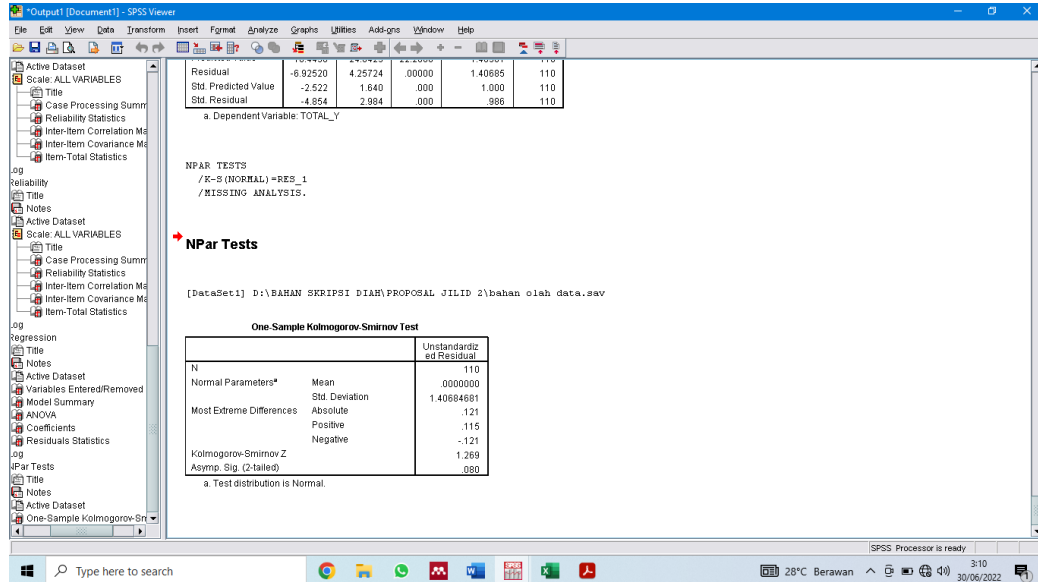 *Output1 [Document1] - SPSS Viewer
File Edit View Data Transform Insert Format Analyze Graphs Utilities Add-ons Window Help
Active Dataset
Scale: ALL VARIABLES
Title
Case Processing Summ
Reliability Statistics
Inter-Item Correlation Ma
Inter-Item Covariance Ma
Item-Total Statistics
.og
Reliability
Title
Notes
Active Dataset
Scale: ALL VARIABLES
Title
Case Processing Summ
Reliability Statistics
Inter-Item Correlation Ma
Inter-Item Covariance Ma
Item-Total Statistics
.og
Regression
Title
Notes
Active Dataset
Variables Entered/Removed
Model Summary
ANOVA
Coefficients
Residuals Statistics
.og
NPar Tests
Title
Notes
Active Dataset
One-Sample Kolmogorov-Sm
Residual -6.92520 4.25724 .00000 1.40685 110
Std. Predicted Value -2.522 1.640 .000 1.000 110
Std. Residual -4.854 2.984 .000 .986 110
a. Dependent Variable: TOTAL_Y
NPAR TESTS
/K-S(NORMAL)=RES_1
/MISSING ANALYSIS.
NPar Tests
[DataSet1] D:\BAHAN SKRIPSI DIAH\PROPOSAL JILID 2\bahan olah data.sav
One-Sample Kolmogorov-Smirnov Test
Unstandardiz
ed Residual
N 110
Normal Parametersª Mean .0000000
Std. Deviation 1.40684681
Most Extreme Differences Absolute .121
Positive .115
Negative -.121
Kolmogorov-Smirnov Z 1.269
Asymp. Sig. (2-tailed) .080
a. Test distribution is Normal.
SPSS Processor is ready
Type here to search
28°C Berawan
3:10
30/06/2022